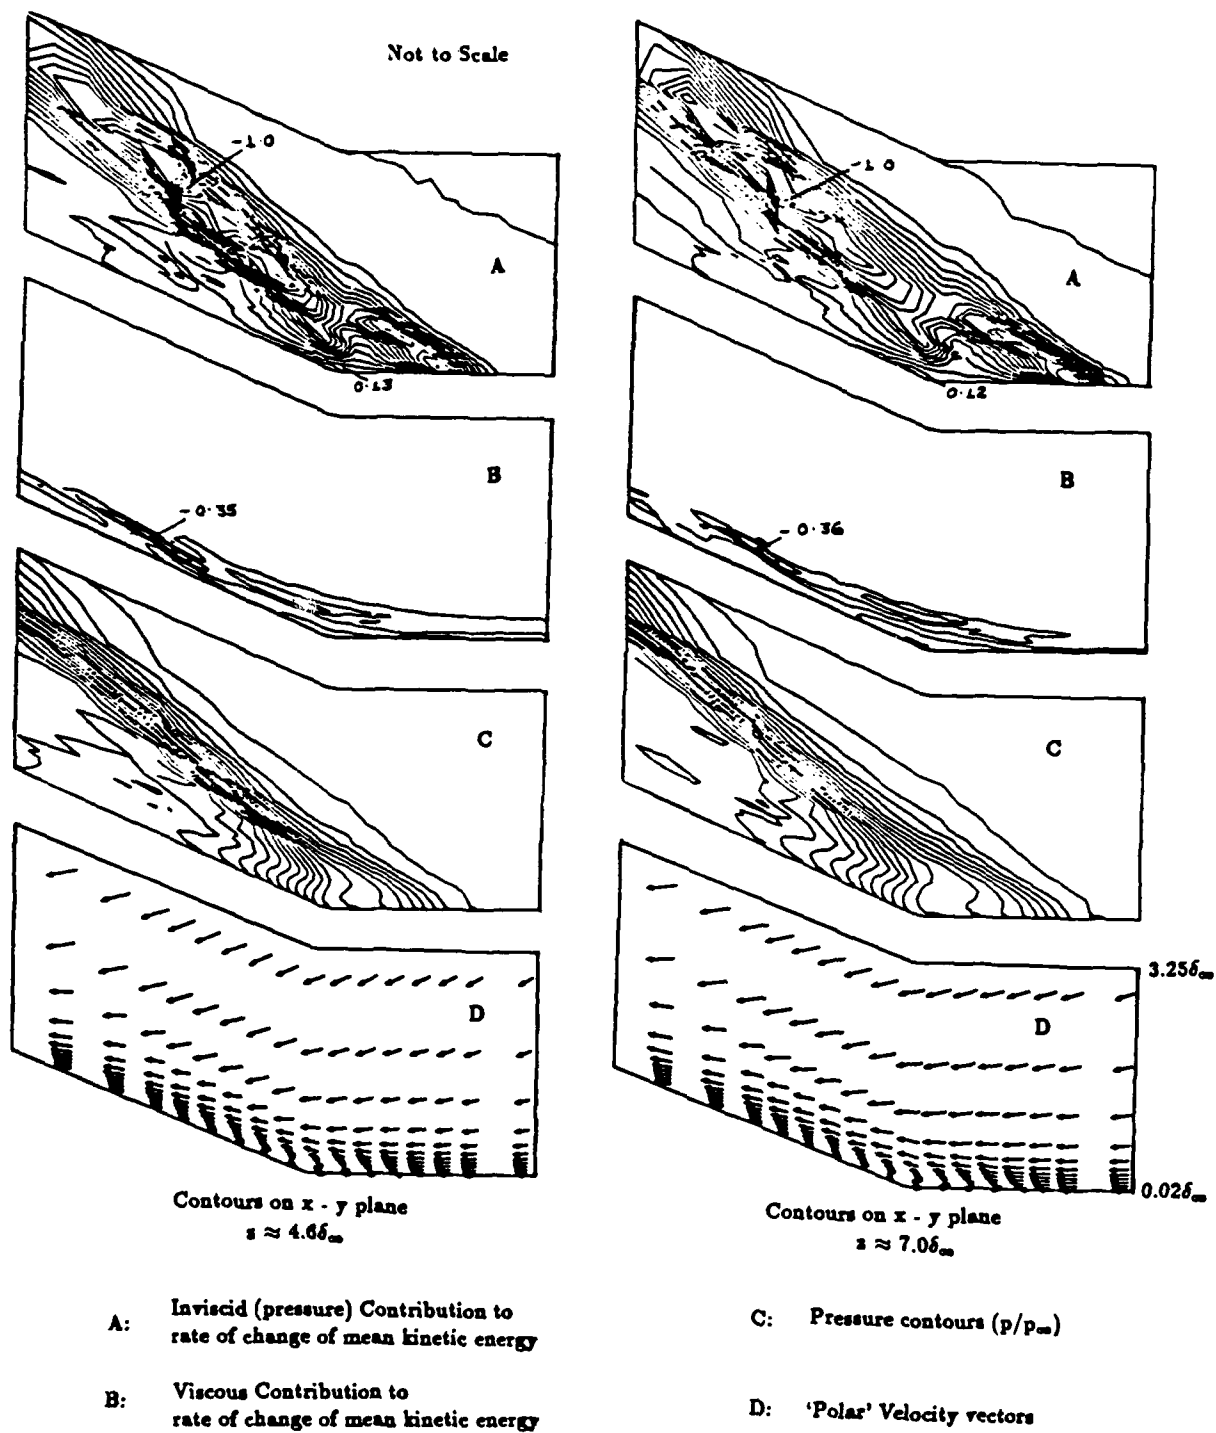 Not to Scale
-1.0
A
0.13
B
-0.35
C
D
Contours on x - y plane
z ≈ 4.6δ∞
-1.0
A
0.12
B
-0.36
C
3.25δ∞
D
0.02δ∞
Contours on x - y plane
z ≈ 7.0δ∞
A: Inviscid (pressure) Contribution to
rate of change of mean kinetic energy
B: Viscous Contribution to
rate of change of mean kinetic energy
C: Pressure contours (p/p∞)
D: 'Polar' Velocity vectors